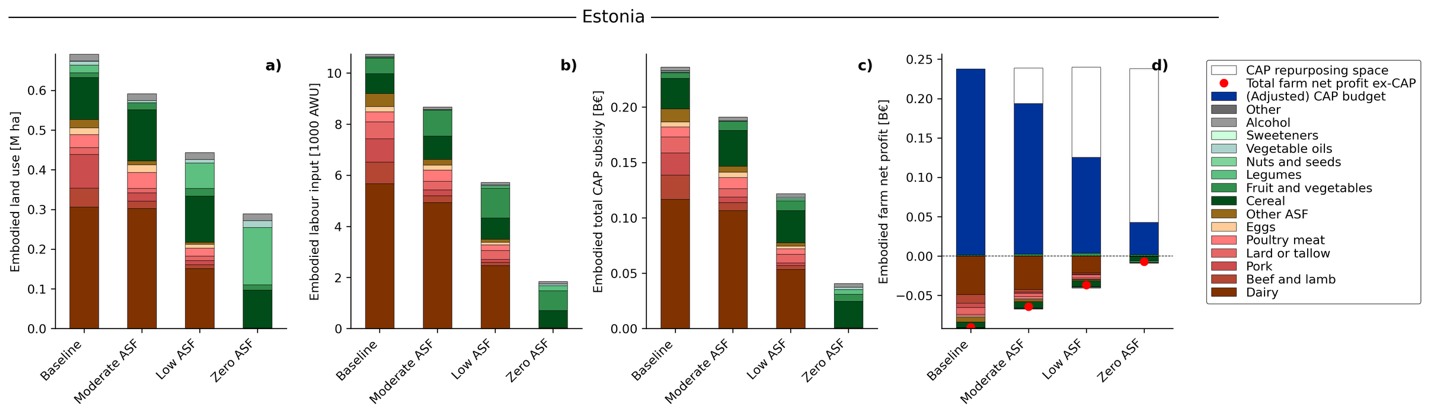 Estonia
a)
Embodied land use [M ha]
0.6
0.5
0.4
0.3
0.2
0.1
0.0
Baseline
Moderate ASF
Low ASF
Zero ASF
b)
Embodied labour input [1000 AWU]
10
8
6
4
2
0
Baseline
Moderate ASF
Low ASF
Zero ASF
c)
Embodied total CAP subsidy [B€]
0.20
0.15
0.10
0.05
0.00
Baseline
Moderate ASF
Low ASF
Zero ASF
d)
Embodied farm net profit [B€]
0.25
0.20
0.15
0.10
0.05
0.00
−0.05
Baseline
Moderate ASF
Low ASF
Zero ASF
CAP repurposing space
Total farm net profit ex-CAP
(Adjusted) CAP budget
Other
Alcohol
Sweeteners
Vegetable oils
Nuts and seeds
Legumes
Fruit and vegetables
Cereal
Other ASF
Eggs
Poultry meat
Lard or tallow
Pork
Beef and lamb
Dairy